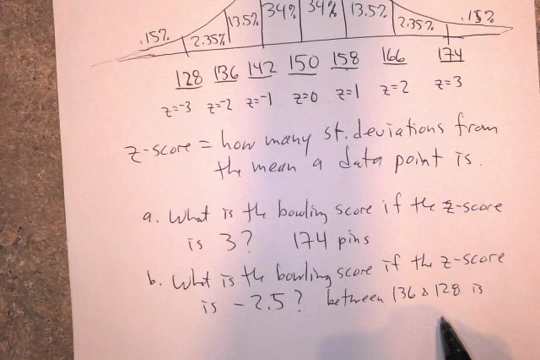 .15% 2.35% 13.5% 34% 34% 13.5% 2.35% .15%
128 136 142 150 158 166 174
z=-3 z=-2 z=-1 z=0 z=1 z=2 z=3
z-score = how many st. deviations from
the mean a data point is.
a. What is the bowling score if the z-score
is 3? 174 pins
b. What is the bowling score if the z-score
is -2.5? between 136 & 128 is